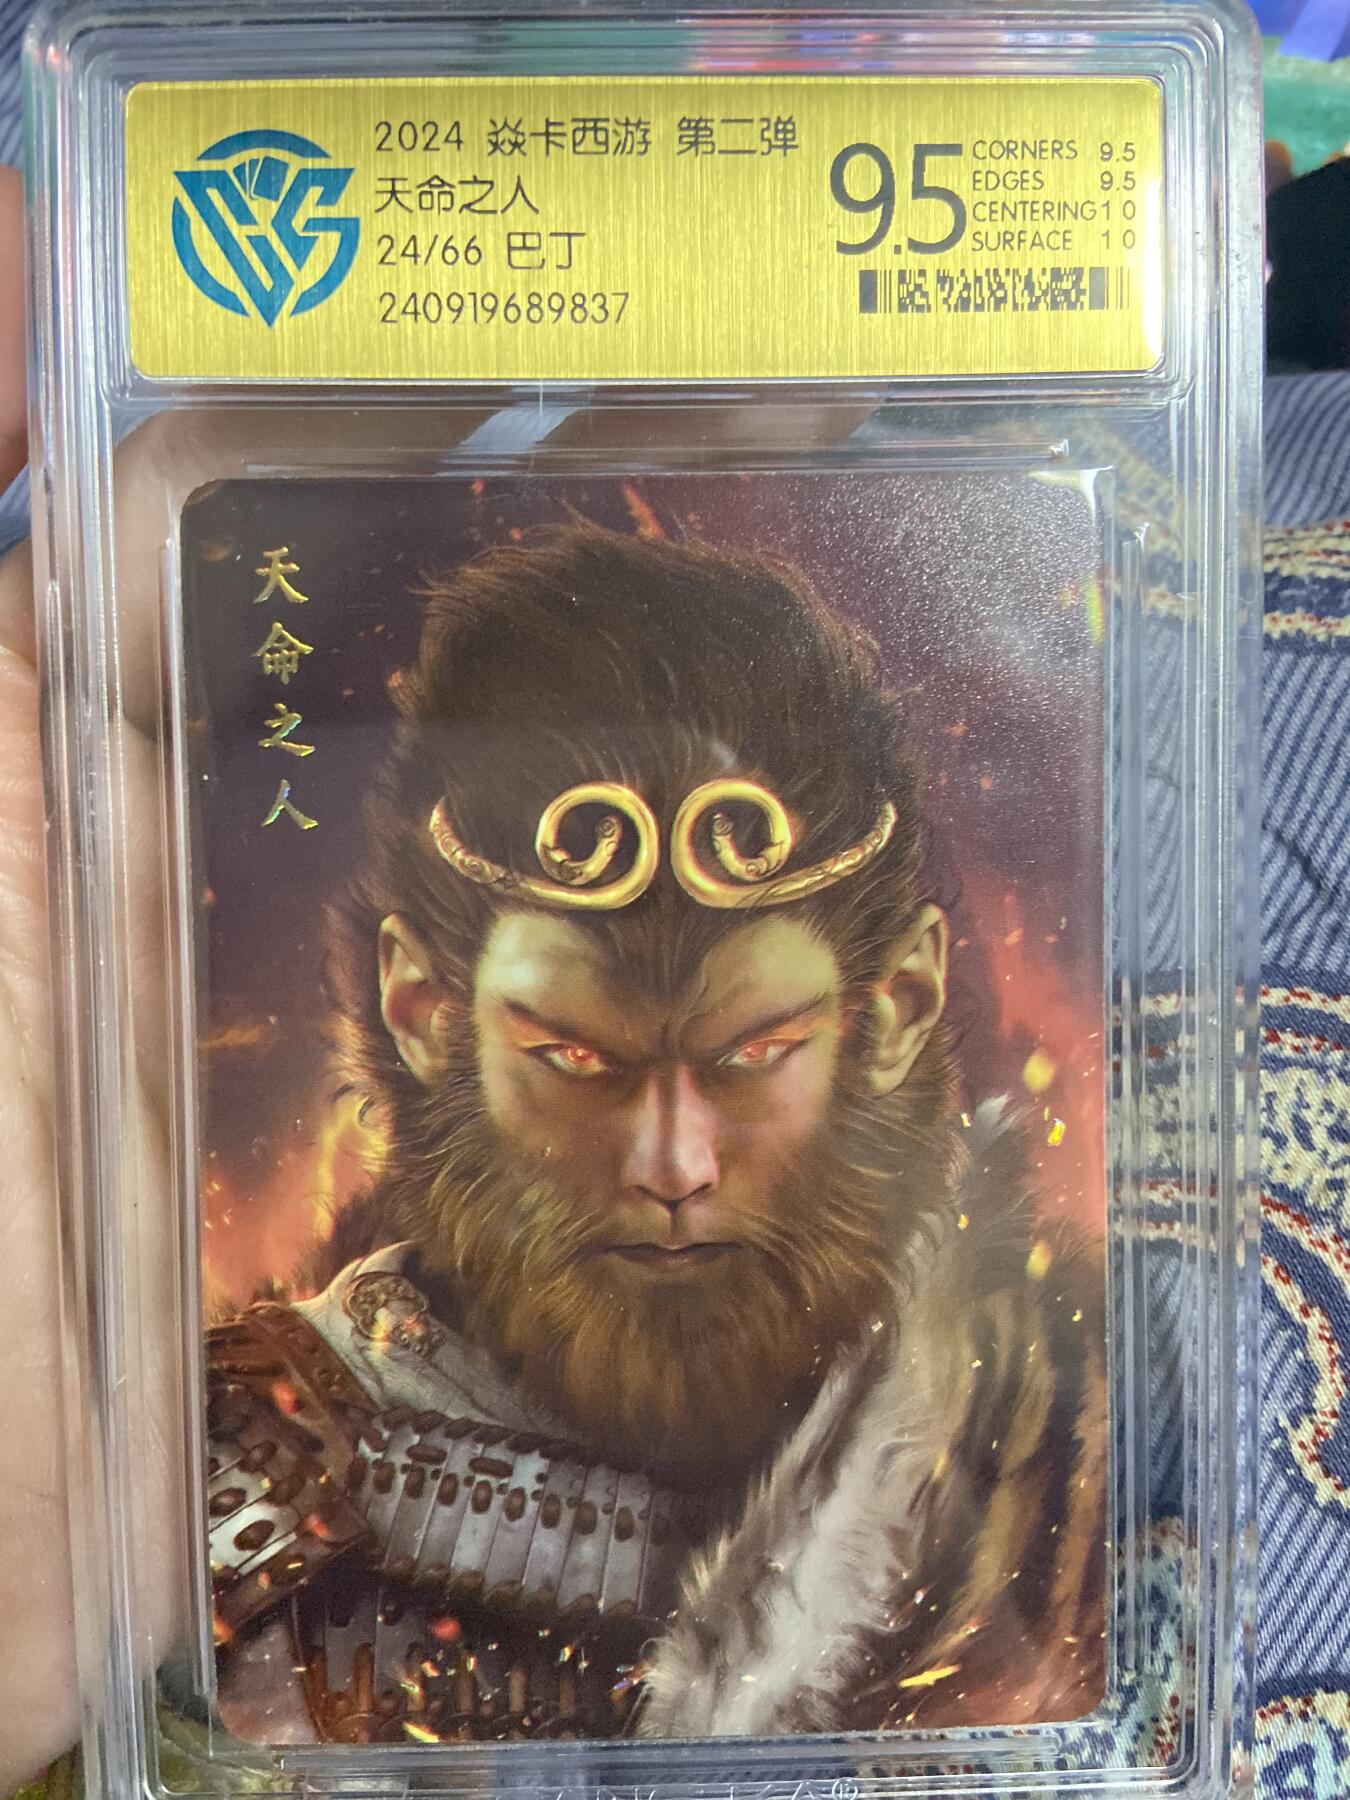 2024 焱卡西游 第二弹
天命之人
24/66 巴丁
240919689837
9.5
CORNERS 9.5
EDGES 9.5
CENTERING 10
SURFACE 10
天命之人